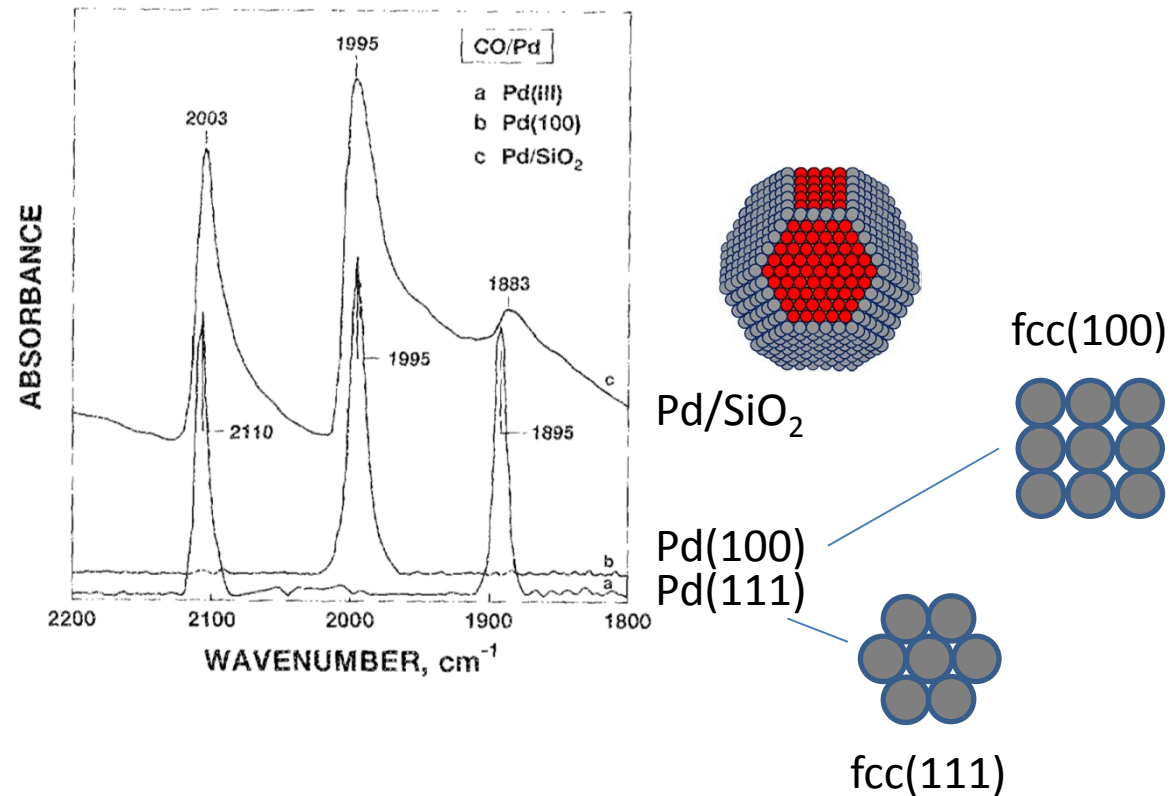 1995
CO/Pd
a Pd(111)
b Pd(100)
c Pd/SiO₂
2003
1883
1995
2110
1895
c
b
a
ABSORBANCE
2200 2100 2000 1900 1800
WAVENUMBER, cm⁻¹
Pd/SiO₂
Pd(100)
Pd(111)
fcc(100)
fcc(111)